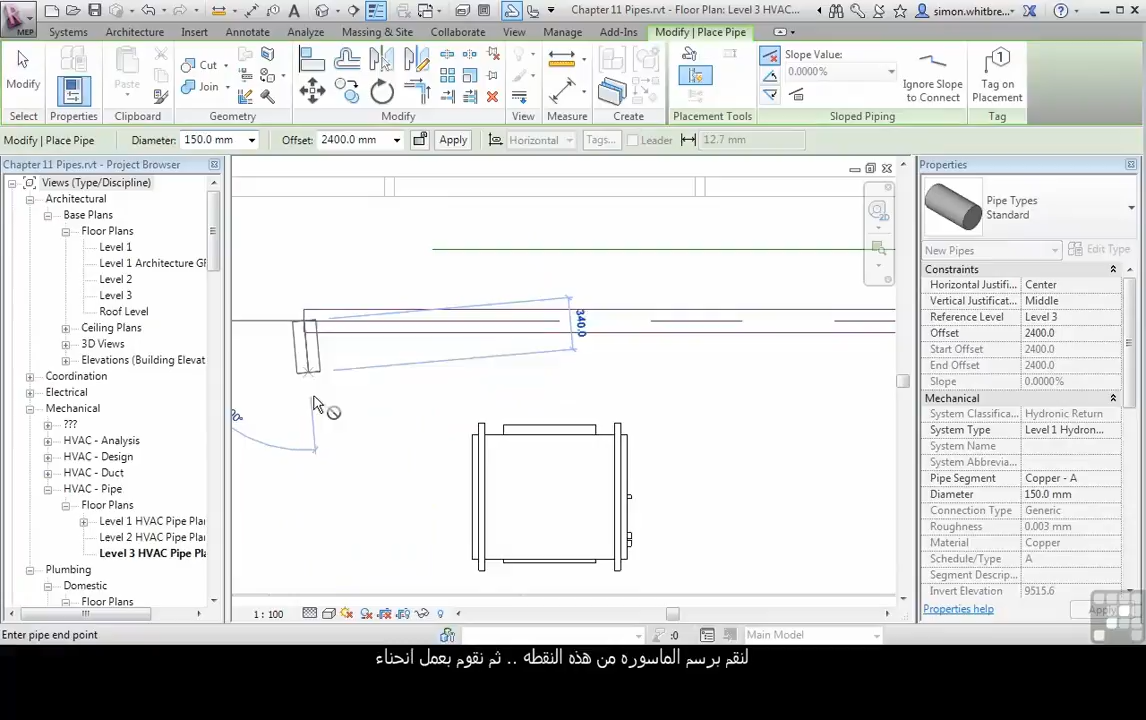 Chapter 11 Pipes.rvt - Floor Plan: Level 3 HVAC...
simon.whitbre...
MEP
Systems Architecture Insert Annotate Analyze Massing & Site Collaborate View Manage Add-Ins Modify | Place Pipe
Modify
Paste
Cut
Join
Slope Value:
0.0000%
Ignore Slope
to Connect
Tag on
Placement
Select Properties Clipboard Geometry Modify View Measure Create Placement Tools Sloped Piping Tag
Modify | Place Pipe Diameter: 150.0 mm Offset: 2400.0 mm Apply Horizontal Tags... Leader 12.7 mm
Chapter 11 Pipes.rvt - Project Browser
Views (Type/Discipline)
Architectural
Base Plans
Floor Plans
Level 1
Level 1 Architecture Gr
Level 2
Level 3
Roof Level
Ceiling Plans
3D Views
Elevations (Building Elevat
Coordination
Electrical
Mechanical
???
HVAC - Analysis
HVAC - Design
HVAC - Duct
HVAC - Pipe
Floor Plans
Level 1 HVAC Pipe Pla
Level 2 HVAC Pipe Pla
Level 3 HVAC Pipe Pla
Plumbing
Domestic
Floor Plans
340.0
2D
Properties
Pipe Types
Standard
New Pipes Edit Type
Constraints
Horizontal Justifi... Center
Vertical Justificat... Middle
Reference Level Level 3
Offset 2400.0
Start Offset 2400.0
End Offset 2400.0
Slope 0.0000%
Mechanical
System Classifica... Hydronic Return
System Type Level 1 Hydron...
System Name
System Abbrevia...
Pipe Segment Copper - A
Diameter 150.0 mm
Connection Type Generic
Roughness 0.003 mm
Material Copper
Schedule/Type A
Segment Descrip...
Invert Elevation 9515.6
Properties help Apply
1 : 100
Enter pipe end point :0 Main Model
لنقم برسم الماسوره من هذه النقطه .. ثم نقوم بعمل انحناء